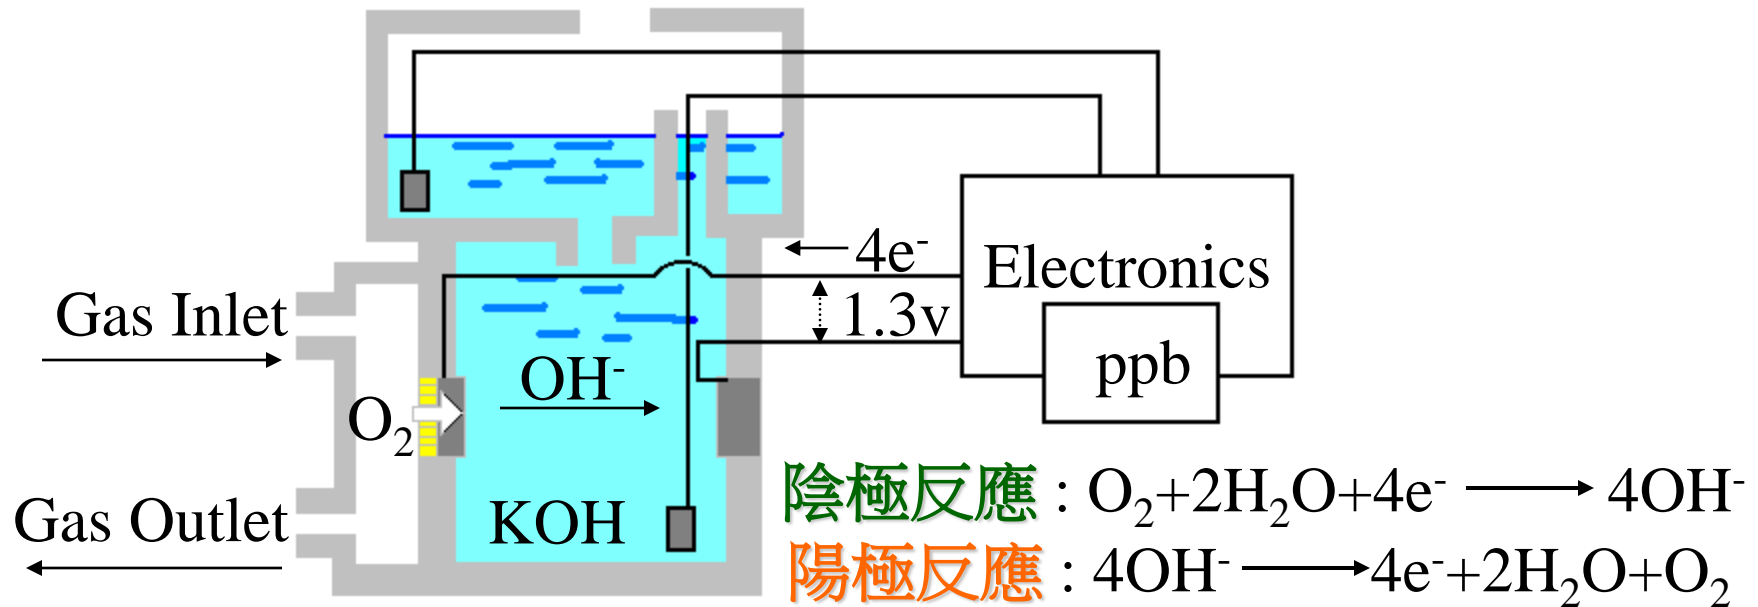 4e⁻
Electronics
Gas Inlet
1.3v
ppb
OH⁻
O₂
陰極反應 : O₂+2H₂O+4e⁻ → 4OH⁻
Gas Outlet
KOH
陽極反應 : 4OH⁻ → 4e⁻+2H₂O+O₂